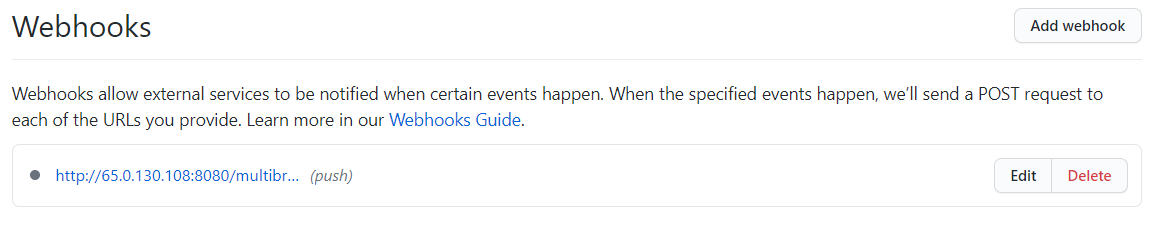 Webhooks
Add webhook
Webhooks allow external services to be notified when certain events happen. When the specified events happen, we’ll send a POST request to
each of the URLs you provide. Learn more in our Webhooks Guide.
http://65.0.130.108:8080/multibr... (push)
Edit
Delete